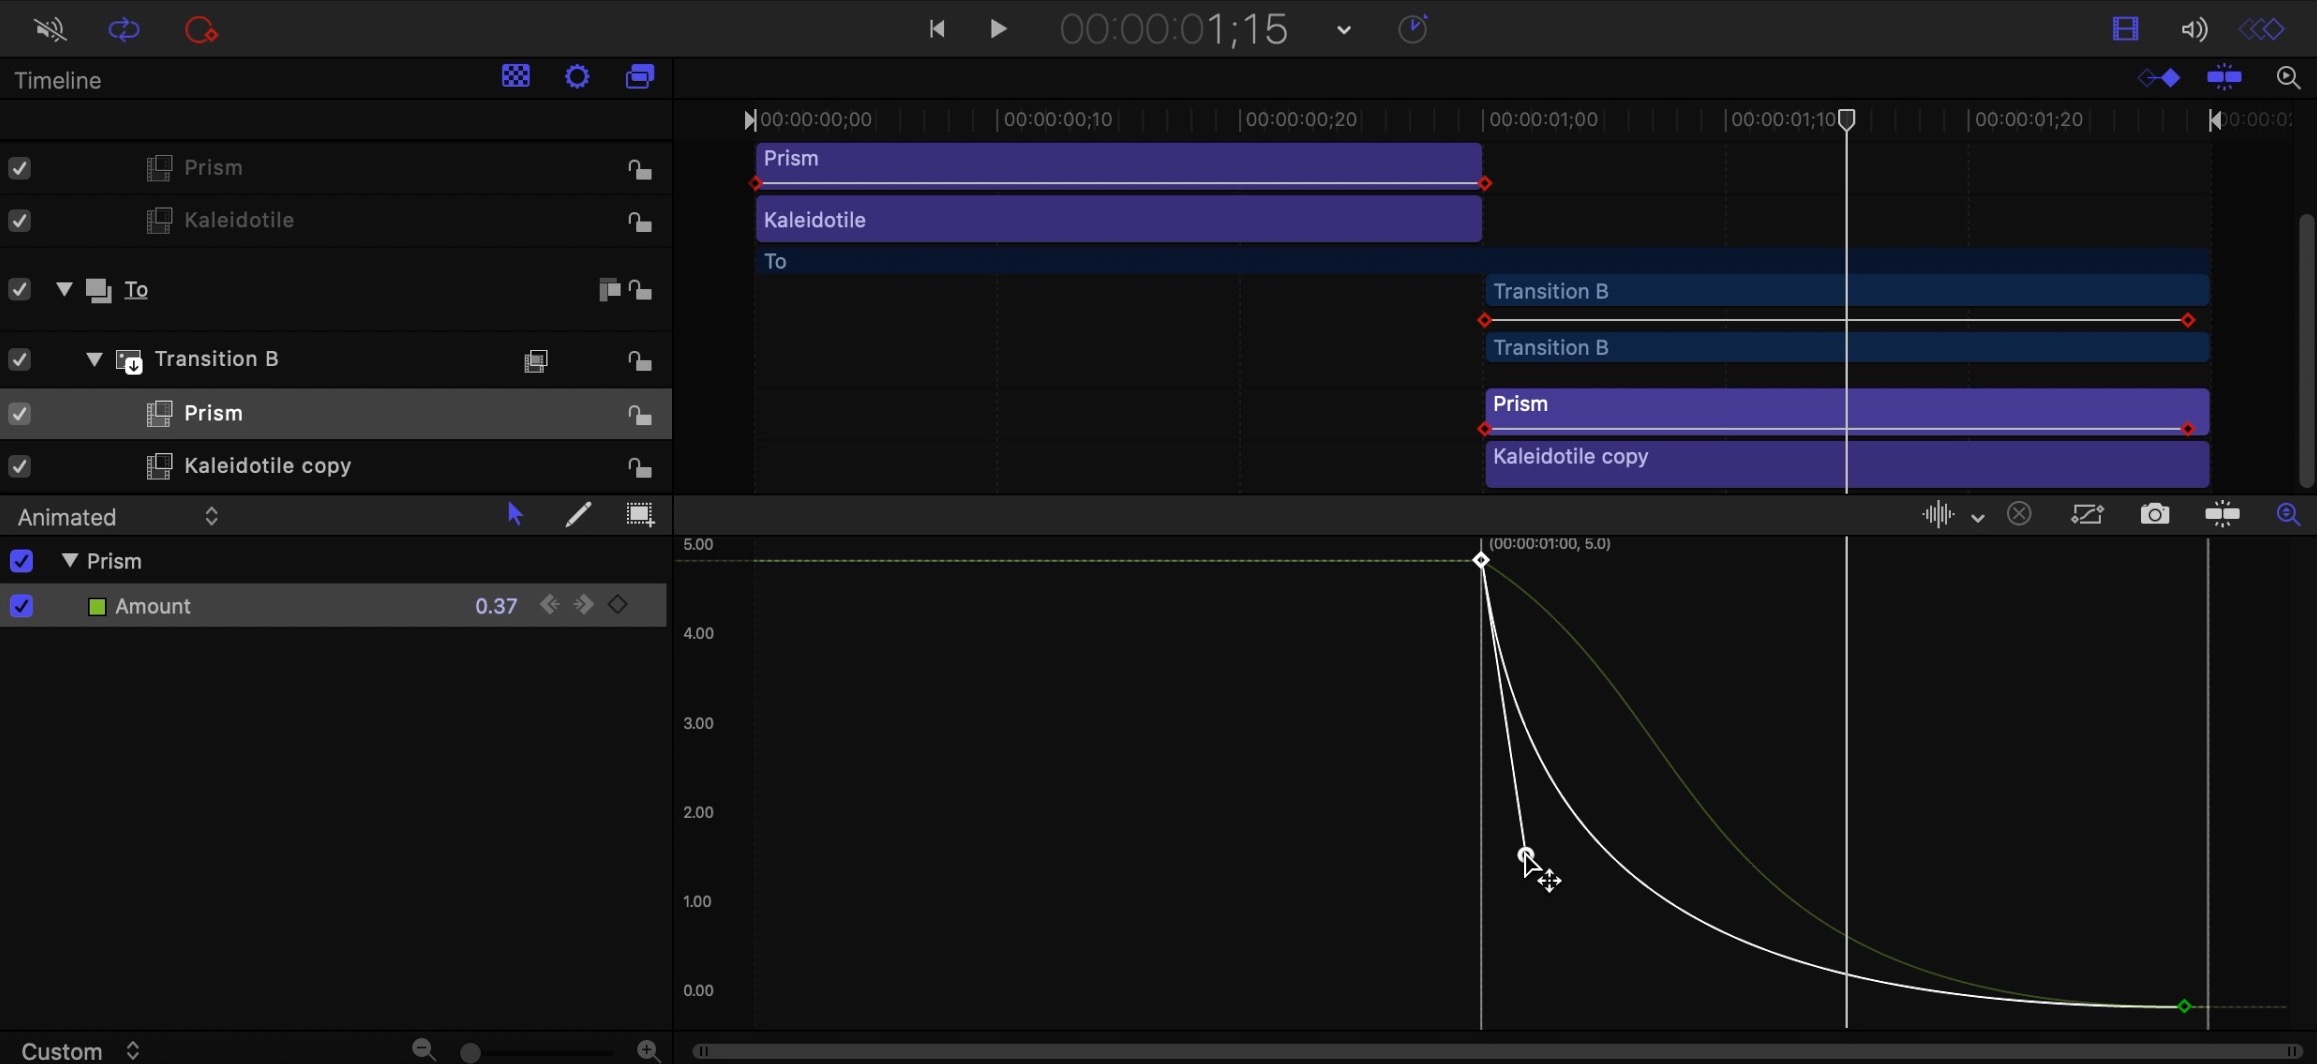 00:00:01;15
Timeline
00:00:00;00 00:00:00;10 00:00:00;20 00:00:01;00 00:00:01;10 00:00:01;20
Prism
Prism
Kaleidotile
Kaleidotile
To
To
Transition B
Transition B
Transition B
Prism
Prism
Kaleidotile copy
Kaleidotile copy
Animated
5.00
(00:00:01:00, 5.0)
Prism
Amount 0.37
4.00
3.00
2.00
1.00
0.00
Custom